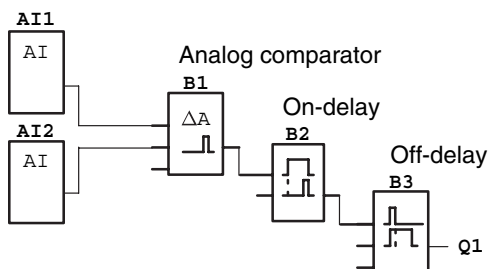 AI1
AI
Analog comparator
B1
ΔA
On-delay
AI2
B2
AI
Off-delay
B3
Q1